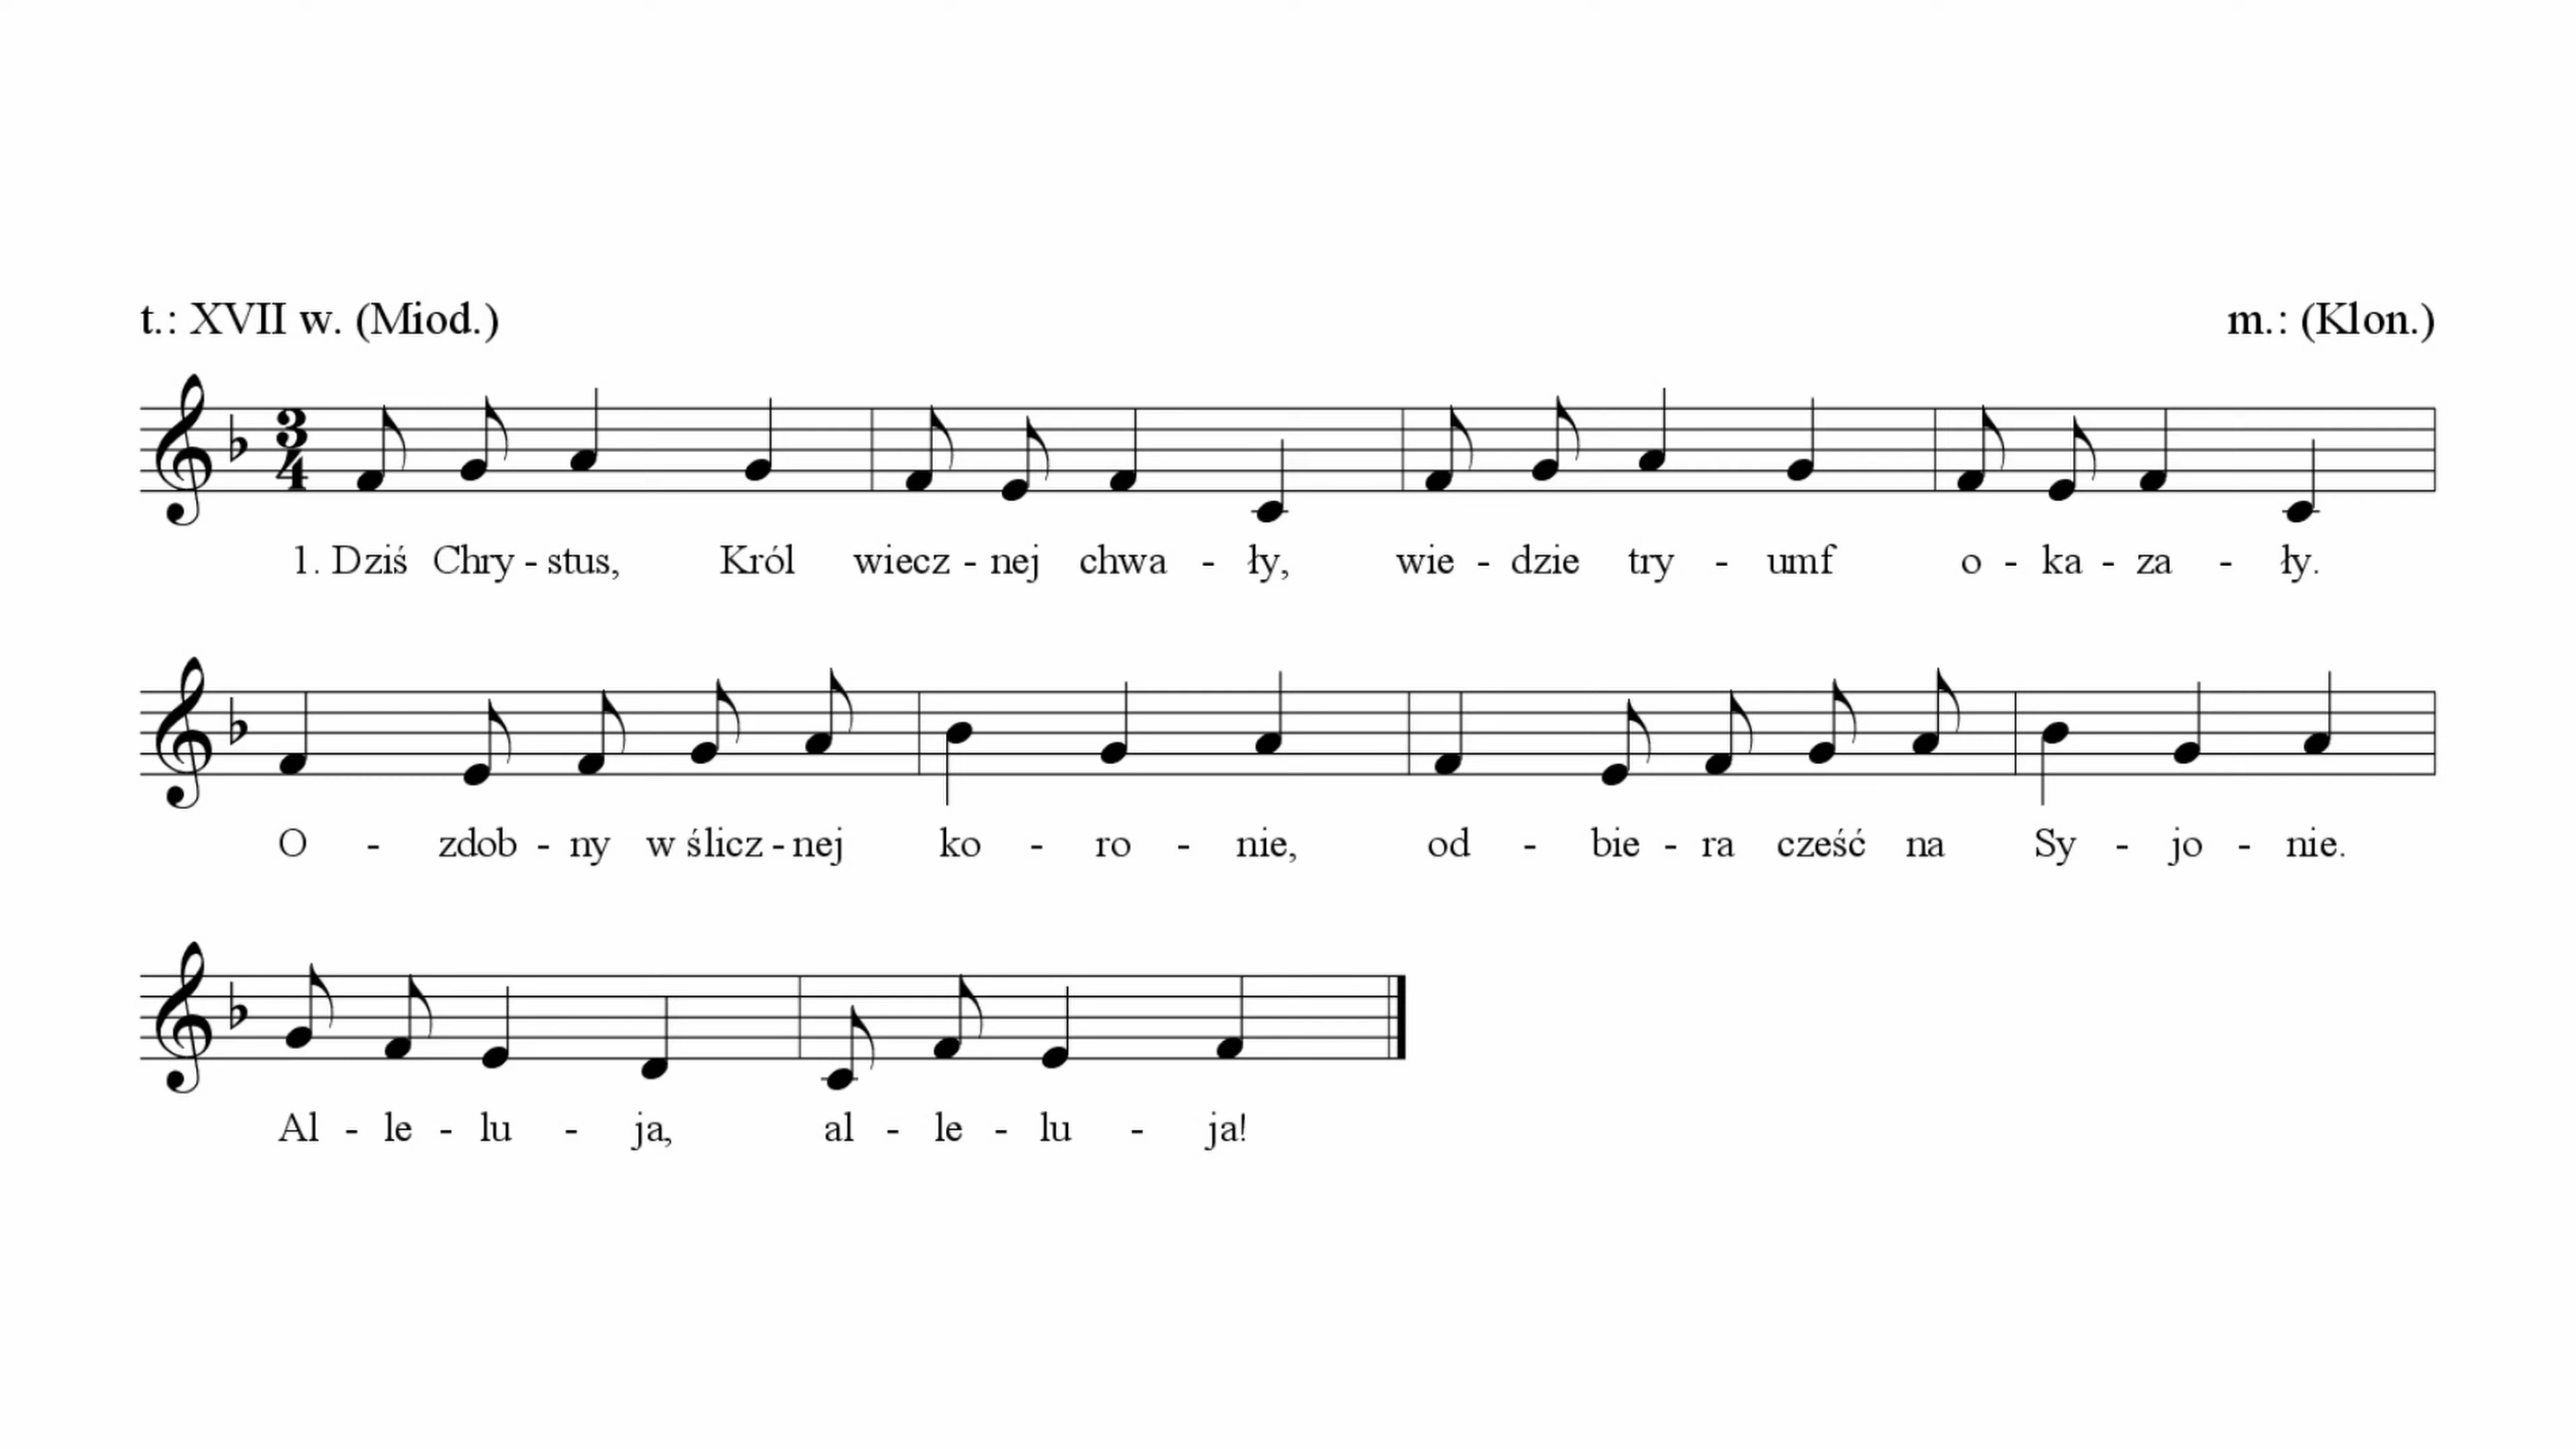 t.: XVII w. (Miod.) m.: (Klon.)
3
4
1. Dziś Chry - stus, Król wiecz - nej chwa - ły, wie - dzie try - umf o - ka - za - ły.
O - zdob - ny w ślicz - nej ko - ro - nie, od - bie - ra cześć na Sy - jo - nie.
Al - le - lu - ja, al - le - lu - ja!